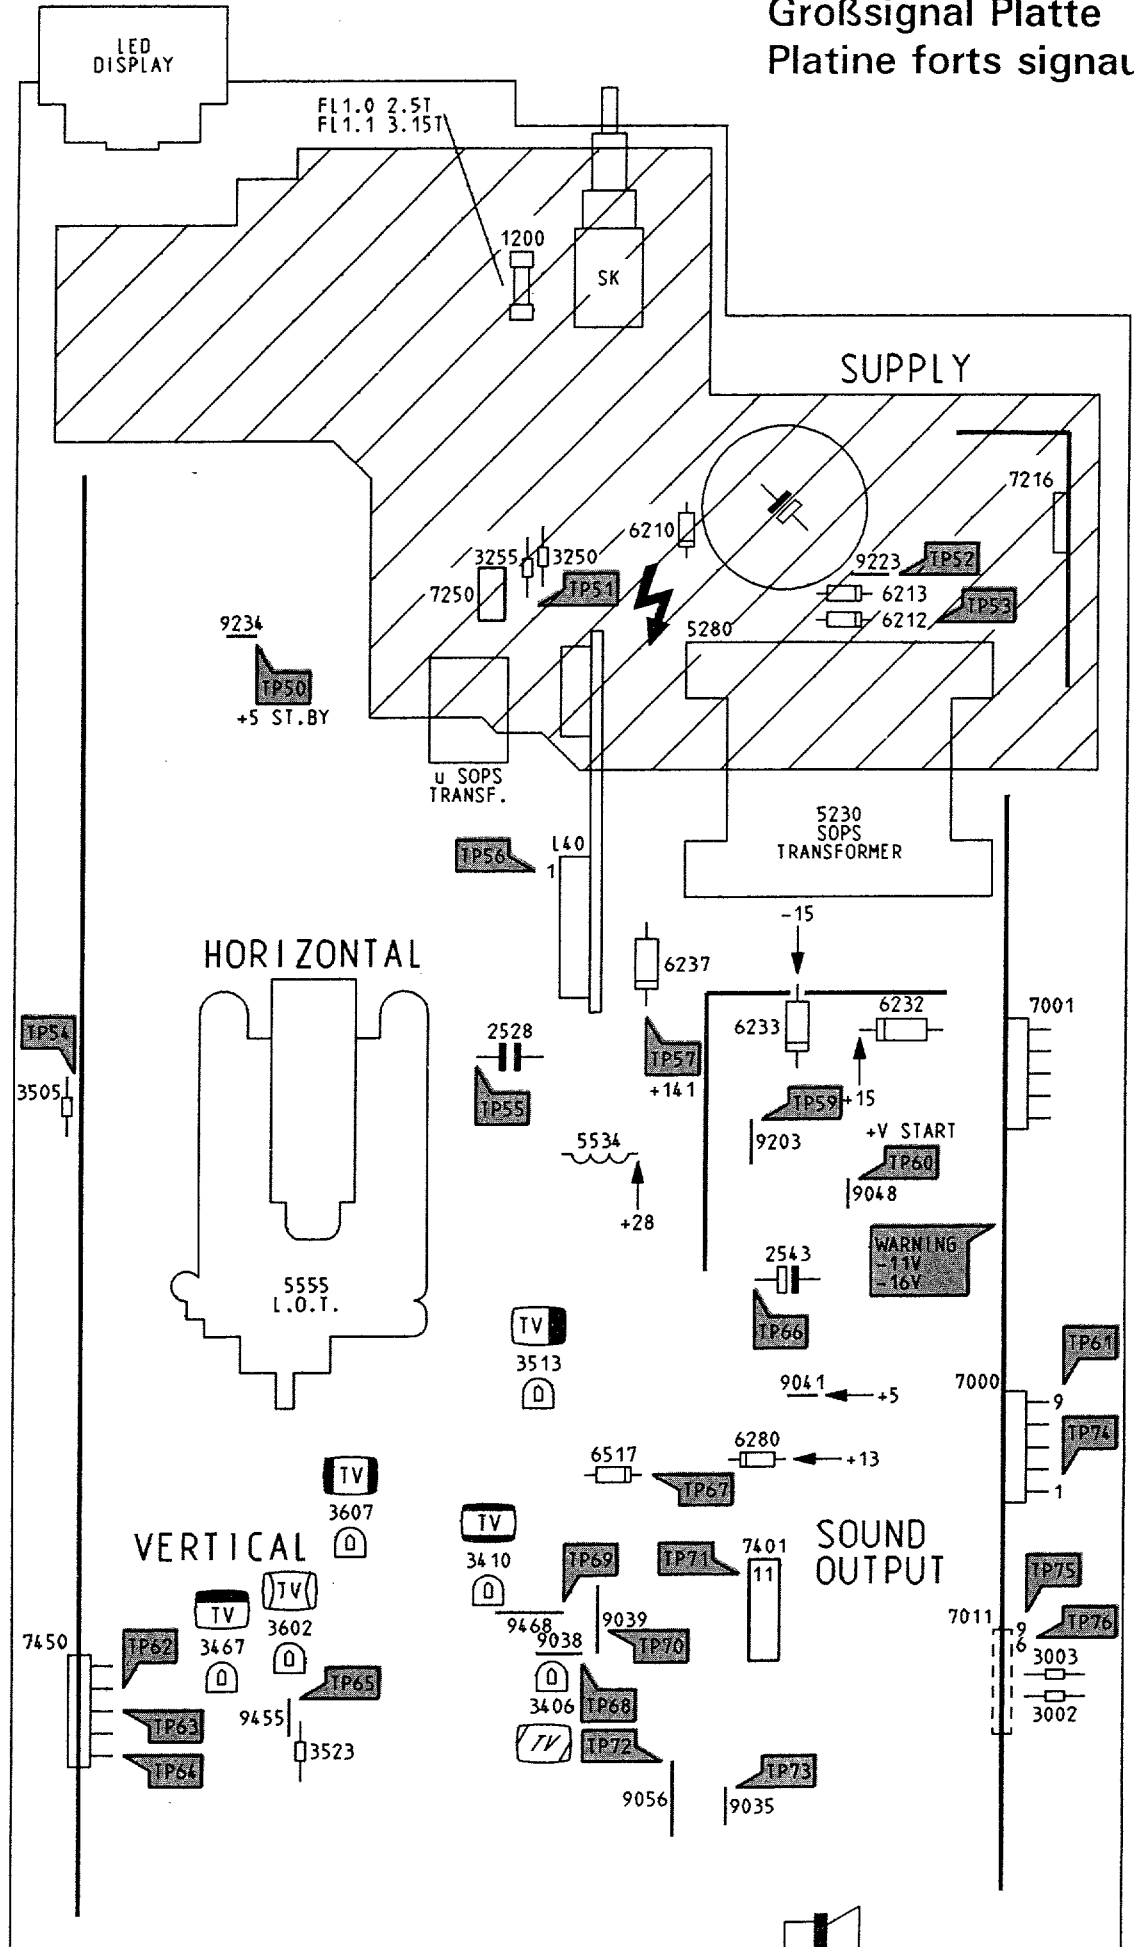 Großsignal Platte
Platine forts signau
LED
DISPLAY
FL1.0 2.5T
FL1.1 3.15T
1200
SK
SUPPLY
7216
6210
3255
3250
9223
TP52
7250
TP51
6213
TP53
6212
9234
5280
TP50
+5 ST.BY
u SOPS
TRANSF.
5230
SOPS
TRANSFORMER
TP56
L40
1
-15
HORIZONTAL
6237
TP54
2528
6233
6232
7001
TP57
3505
+141
TP55
TP59
+15
5534
9203
+V START
TP60
9048
+28
WARNING
-11V
-16V
2543
5555
L.O.T.
TV
TP66
TP61
3513
9041
+5
7000
9
TP74
6517
6280
+13
TV
TP67
1
3607
TV
VERTICAL
3410
TP69
TP71
7401
11
SOUND
OUTPUT
TP75
TV
TV
9468
9039
7011
9
6
TP76
7450
TP62
3467
3602
9038
TP70
3003
TP65
3406
TP68
3002
9455
TP63
3523
TV
TP72
TP64
TP73
9056
9035